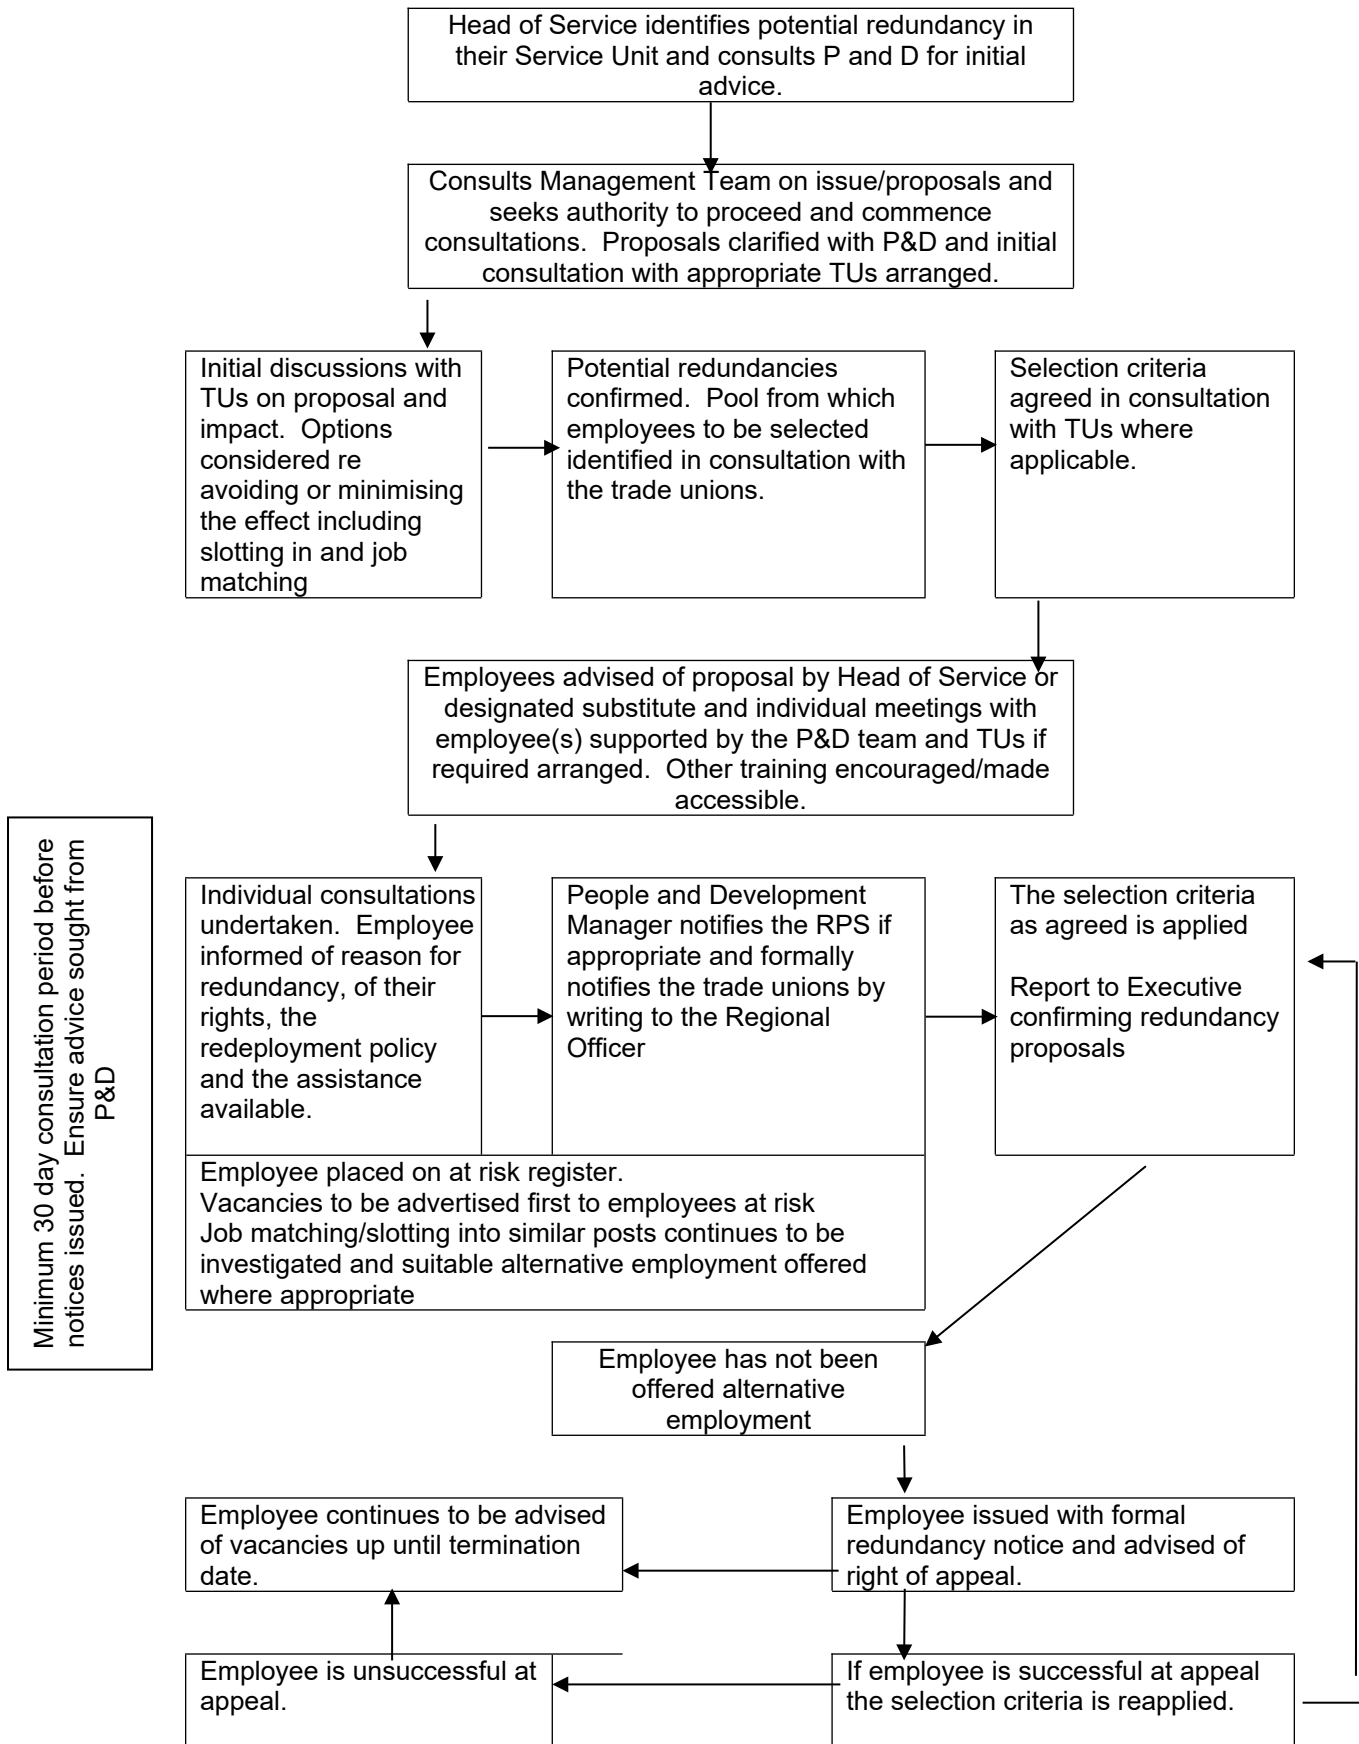 Head of Service identifies potential redundancy in
their Service Unit and consults P and D for initial
advice.
Consults Management Team on issue/proposals and
seeks authority to proceed and commence
consultations.  Proposals clarified with P&D and initial
consultation with appropriate TUs arranged.
Initial discussions with
TUs on proposal and
impact.  Options
considered re
avoiding or minimising
the effect including
slotting in and job
matching
Potential redundancies
confirmed.  Pool from which
employees to be selected
identified in consultation with
the trade unions.
Selection criteria
agreed in consultation
with TUs where
applicable.
Employees advised of proposal by Head of Service or
designated substitute and individual meetings with
employee(s) supported by the P&D team and TUs if
required arranged.  Other training encouraged/made
accessible.
Minimum 30 day consultation period before
notices issued.  Ensure advice sought from
P&D
Individual consultations
undertaken.  Employee
informed of reason for
redundancy, of their
rights, the
redeployment policy
and the assistance
available.
People and Development
Manager notifies the RPS if
appropriate and formally
notifies the trade unions by
writing to the Regional
Officer
The selection criteria
as agreed is applied
Report to Executive
confirming redundancy
proposals
Employee placed on at risk register.
Vacancies to be advertised first to employees at risk
Job matching/slotting into similar posts continues to be
investigated and suitable alternative employment offered
where appropriate
Employee has not been
offered alternative
employment
Employee continues to be advised
of vacancies up until termination
date.
Employee issued with formal
redundancy notice and advised of
right of appeal.
Employee is unsuccessful at
appeal.
If employee is successful at appeal
the selection criteria is reapplied.